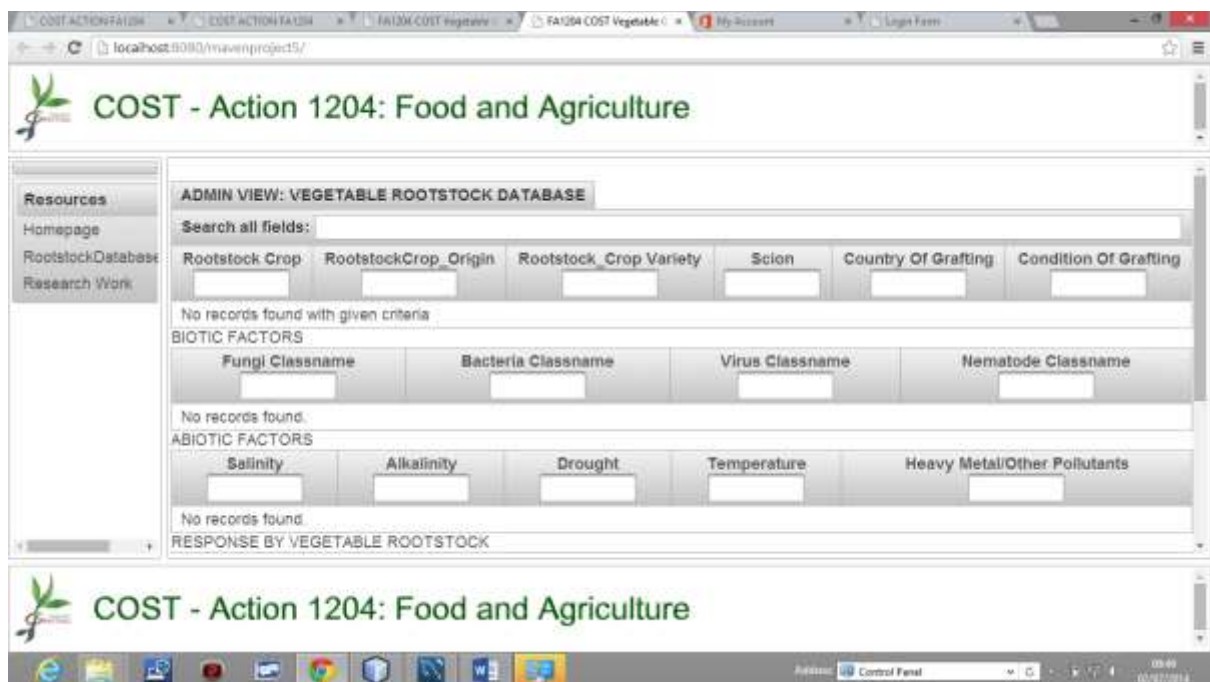 COST ACTION FA1204
COST ACTION FA1204
FA1204 COST Vegetable
FA1204 COST Vegetable
My Account
Login Form
localhost:8080/mavenproject5/
COST - Action 1204: Food and Agriculture
Resources
Homepage
RootstockDatabase
Research Work
ADMIN VIEW: VEGETABLE ROOTSTOCK DATABASE
Search all fields:
Rootstock Crop RootstockCrop_Origin Rootstock_Crop Variety Scion Country Of Grafting Condition Of Grafting
No records found with given criteria
BIOTIC FACTORS
Fungi Classname Bacteria Classname Virus Classname Nematode Classname
No records found.
ABIOTIC FACTORS
Salinity Alkalinity Drought Temperature Heavy Metal/Other Pollutants
No records found.
RESPONSE BY VEGETABLE ROOTSTOCK
COST - Action 1204: Food and Agriculture
Address Control Panel